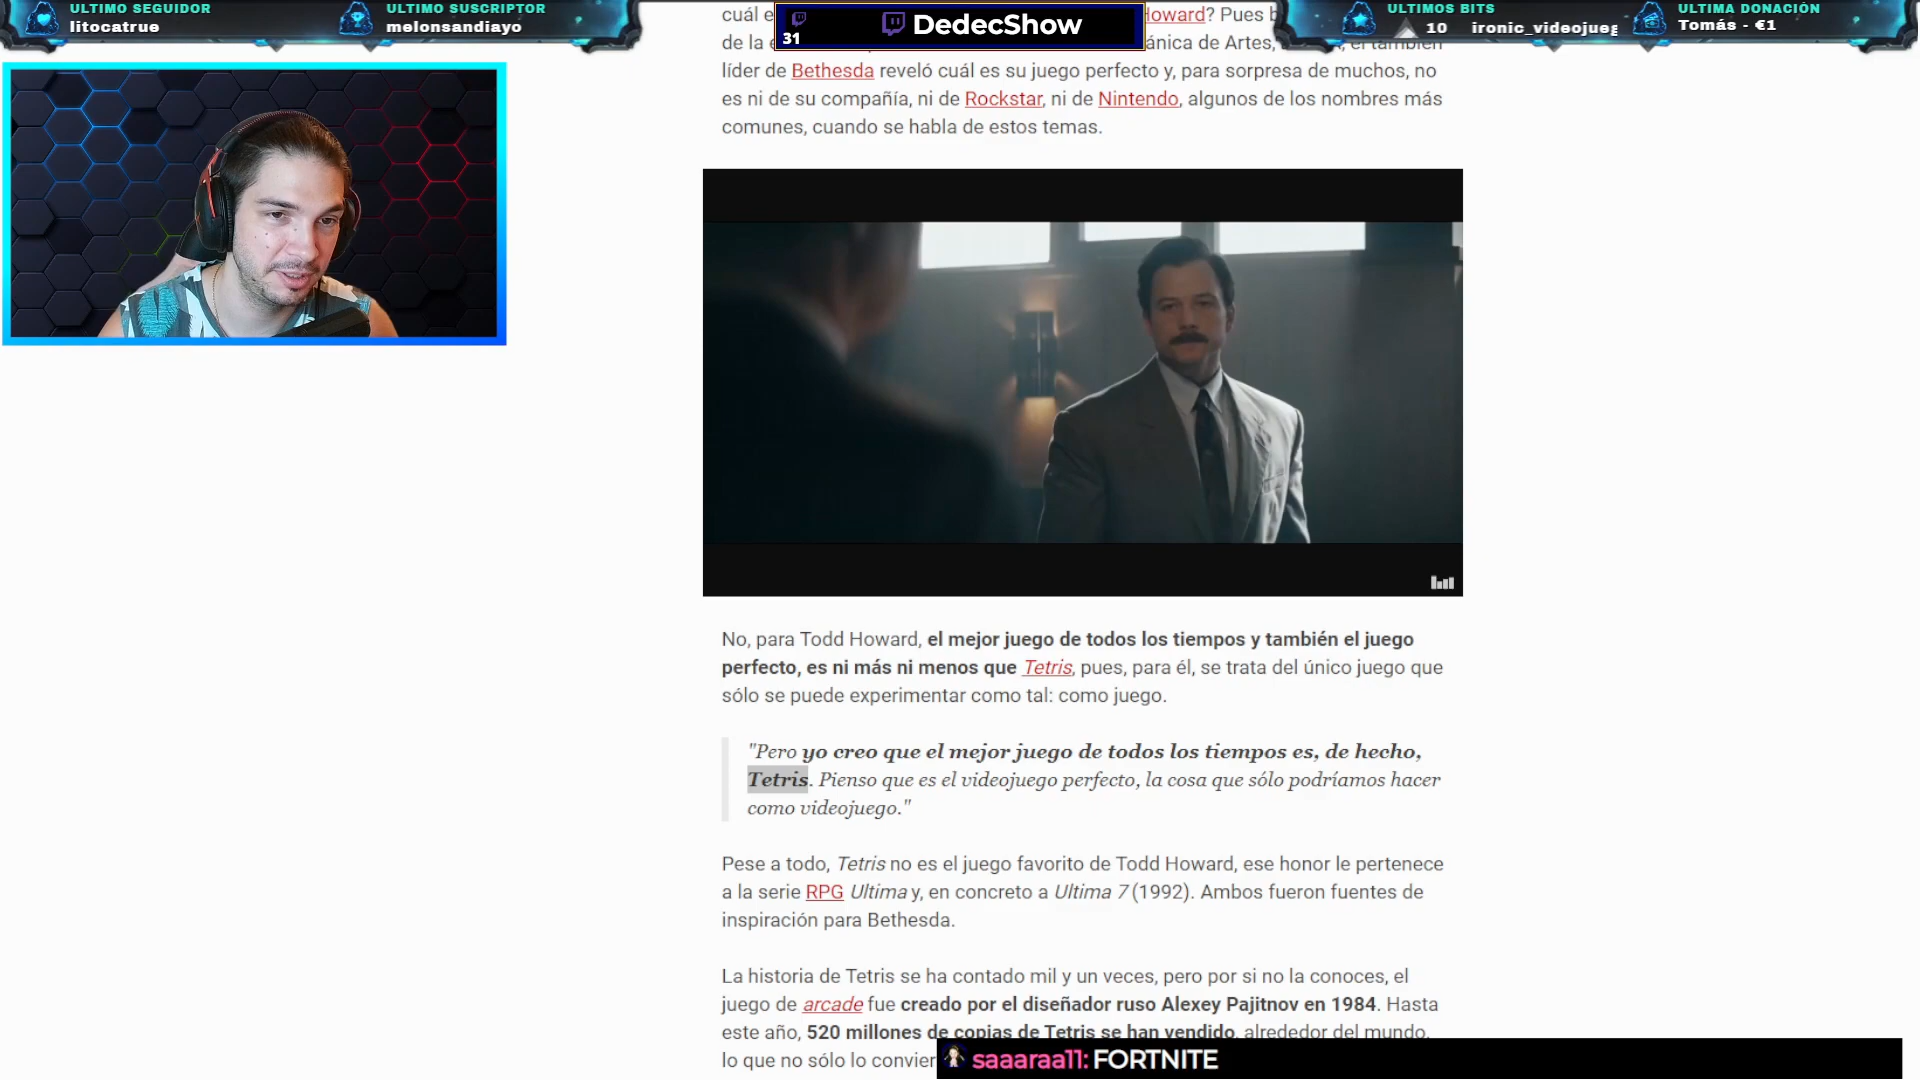 ULTIMO SEGUIDOR
litocatrue
ULTIMO SUSCRIPTOR
melonsandiayo
31
DedecShow
ULTIMOS BITS
10 ironic_videojueg
ULTIMA DONACIÓN
Tomás - €1
cuál e
Howard? Pues b
de la e
ánica de Artes,
el también
líder de Bethesda reveló cuál es su juego perfecto y, para sorpresa de muchos, no
es ni de su compañía, ni de Rockstar, ni de Nintendo, algunos de los nombres más
comunes, cuando se habla de estos temas.
No, para Todd Howard, el mejor juego de todos los tiempos y también el juego
perfecto, es ni más ni menos que Tetris, pues, para él, se trata del único juego que
sólo se puede experimentar como tal: como juego.
"Pero yo creo que el mejor juego de todos los tiempos es, de hecho,
Tetris. Pienso que es el videojuego perfecto, la cosa que sólo podríamos hacer
como videojuego."
Pese a todo, Tetris no es el juego favorito de Todd Howard, ese honor le pertenece
a la serie RPG Ultima y, en concreto a Ultima 7 (1992). Ambos fueron fuentes de
inspiración para Bethesda.
La historia de Tetris se ha contado mil y un veces, pero por si no la conoces, el
juego de arcade fue creado por el diseñador ruso Alexey Pajitnov en 1984. Hasta
este año, 520 millones de copias de Tetris se han vendido, alrededor del mundo,
lo que no sólo lo convier
saaaraa11: FORTNITE